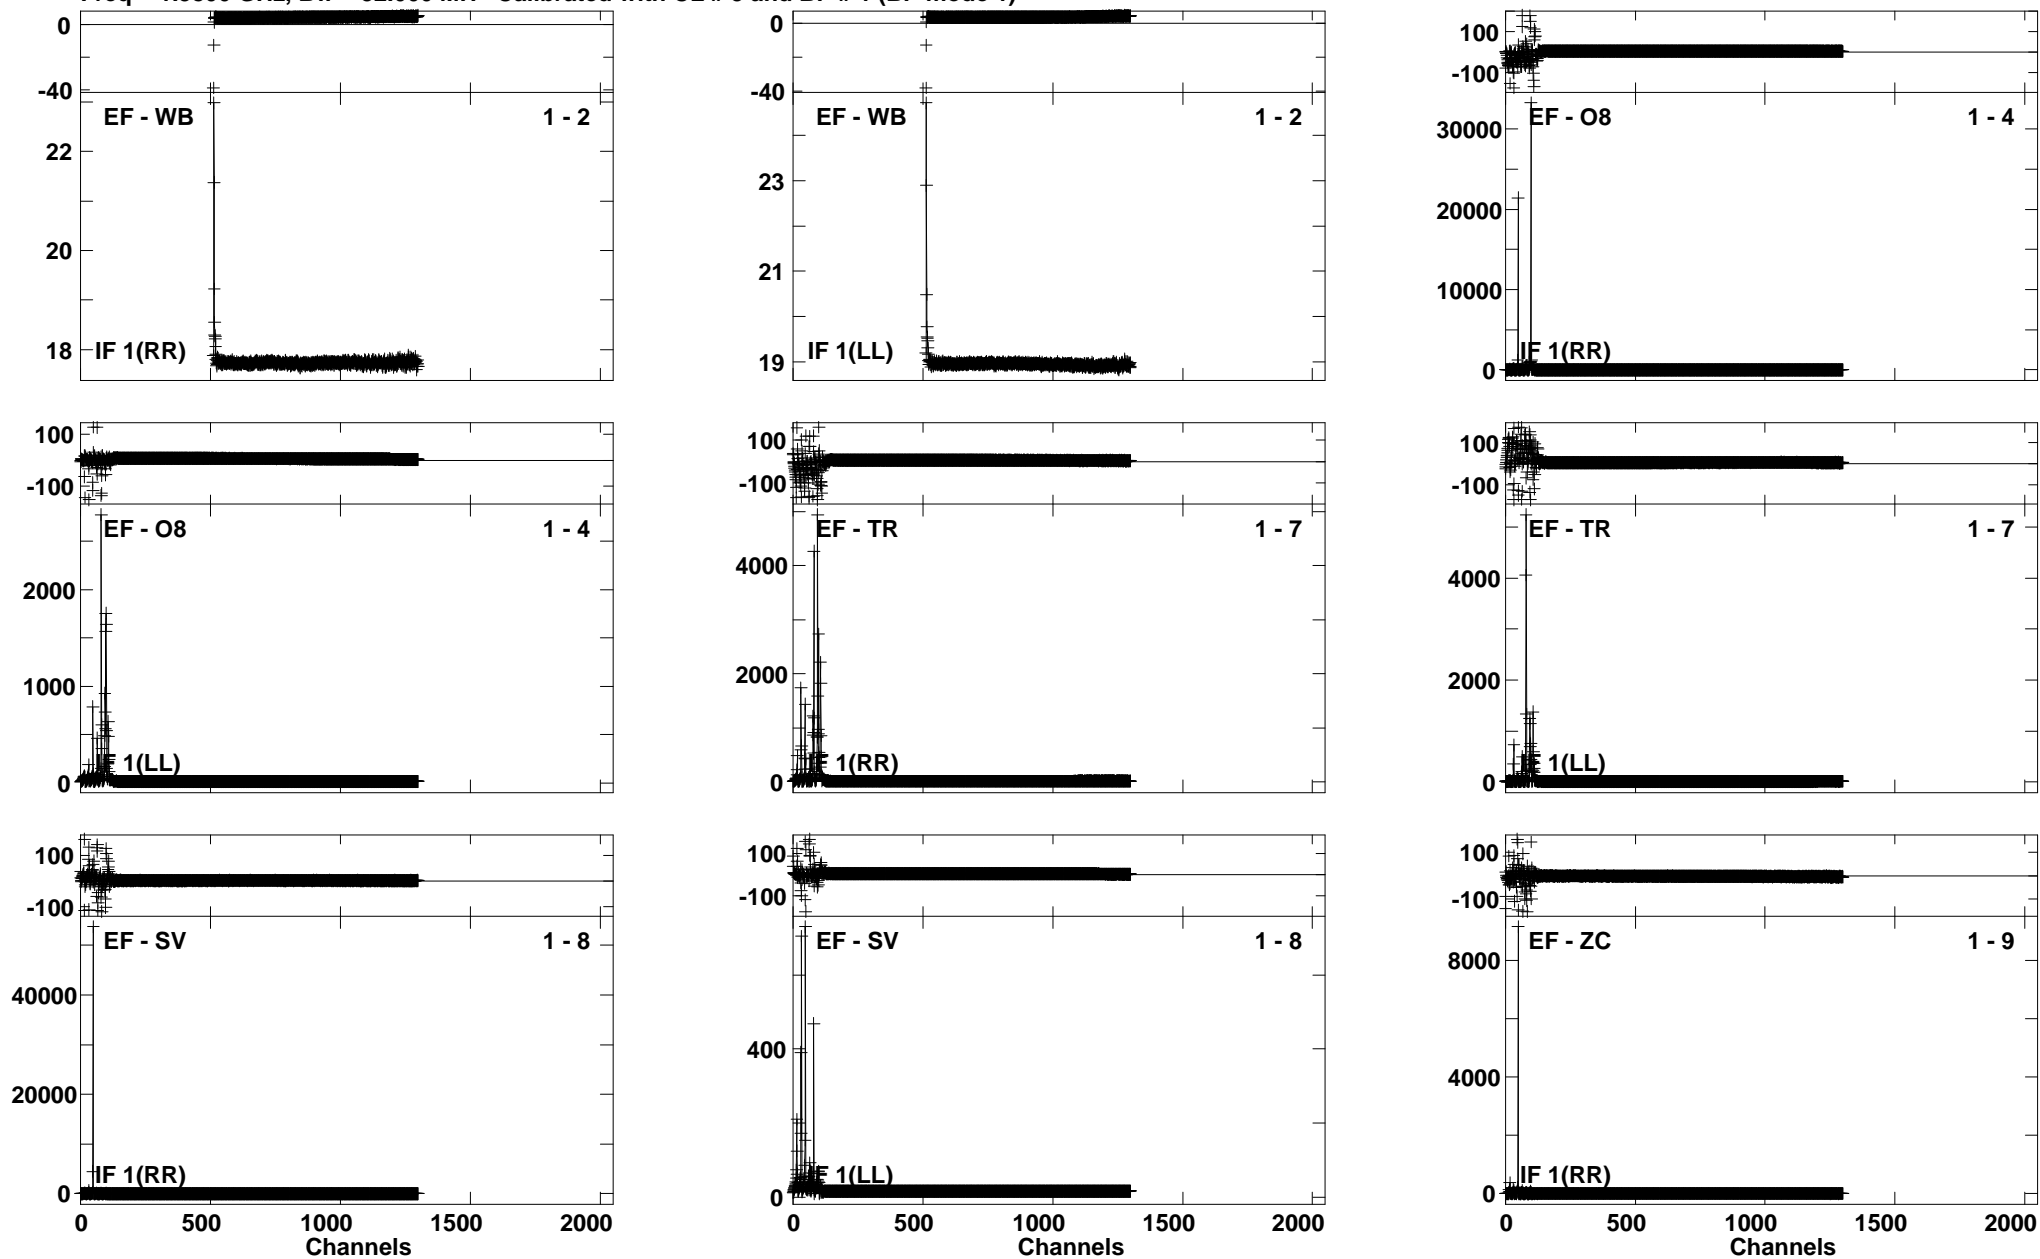 0
-40
EF - WB 1 - 2
22
20
18
IF 1(RR)
0
-40
EF - WB 1 - 2
23
21
19
IF 1(LL)
100
-100
EF - O8 1 - 4
30000
20000
10000
0
IF 1(RR)
100
-100
EF - O8 1 - 4
2000
1000
0
1(LL)
100
-100
EF - TR 1 - 7
4000
2000
0
F 1(RR)
100
-100
EF - TR 1 - 7
4000
2000
0
1(LL)
100
-100
EF - SV 1 - 8
40000
20000
0
IF 1(RR)
0 500 1000 1500 2000
Channels
100
-100
EF - SV 1 - 8
400
0
IF 1(LL)
0 500 1000 1500 2000
Channels
100
-100
EF - ZC 1 - 9
8000
4000
0
IF 1(RR)
0 500 1000 1500 2000
Channels